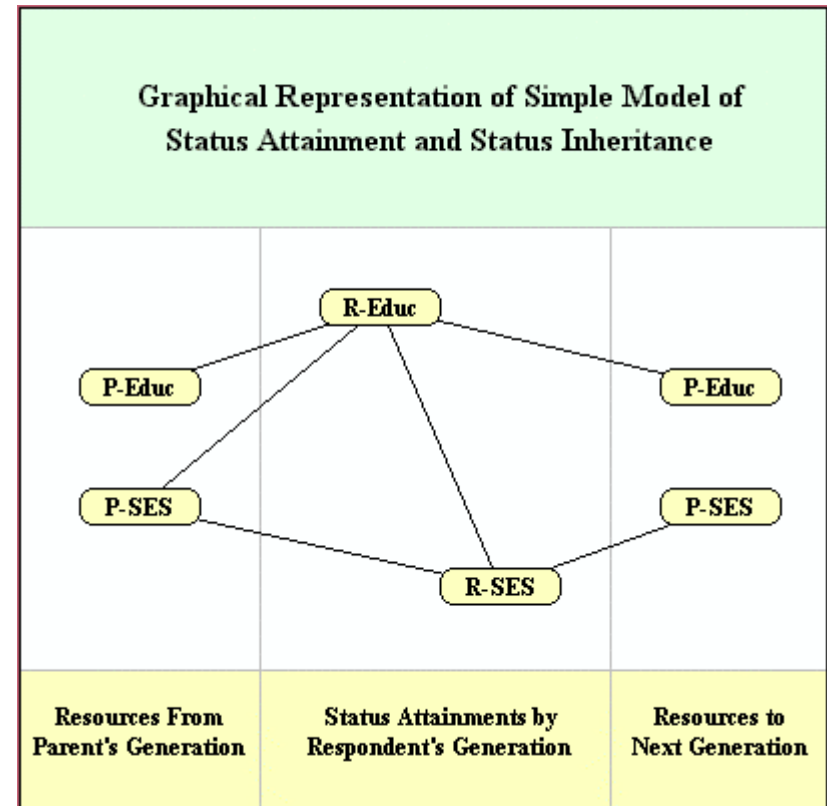 Graphical Representation of Simple Model of
Status Attainment and Status Inheritance
R-Educ
P-Educ
P-Educ
P-SES
P-SES
R-SES
Resources From
Parent's Generation
Status Attainments by
Respondent's Generation
Resources to
Next Generation